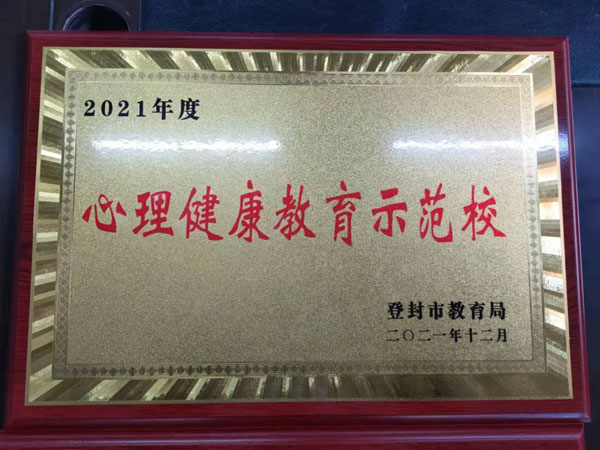 2021年度
心理健康教育示范校
登封市教育局
二〇二一年十二月